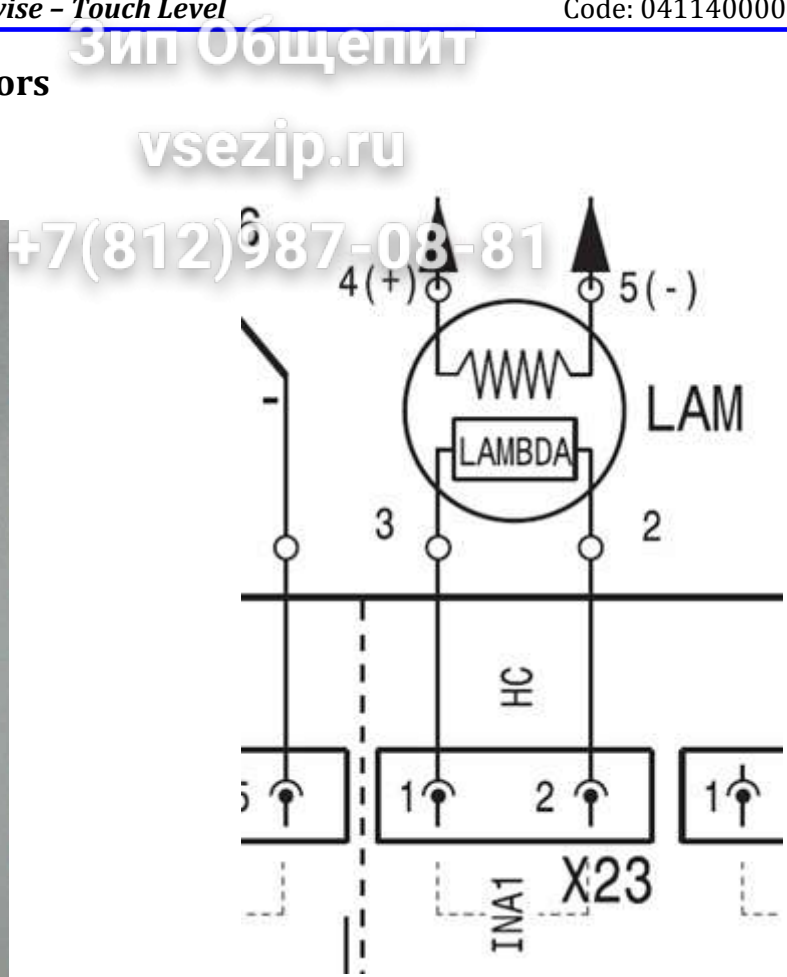 vise – Touch Level
Code: 041140000
Зип Общепит
ors
vsezip.ru
+7(812)987-08-81
6
4(+)
5(-)
LAM
-
LAMBDA
3
2
HC
5
1
2
1
X23
INA1